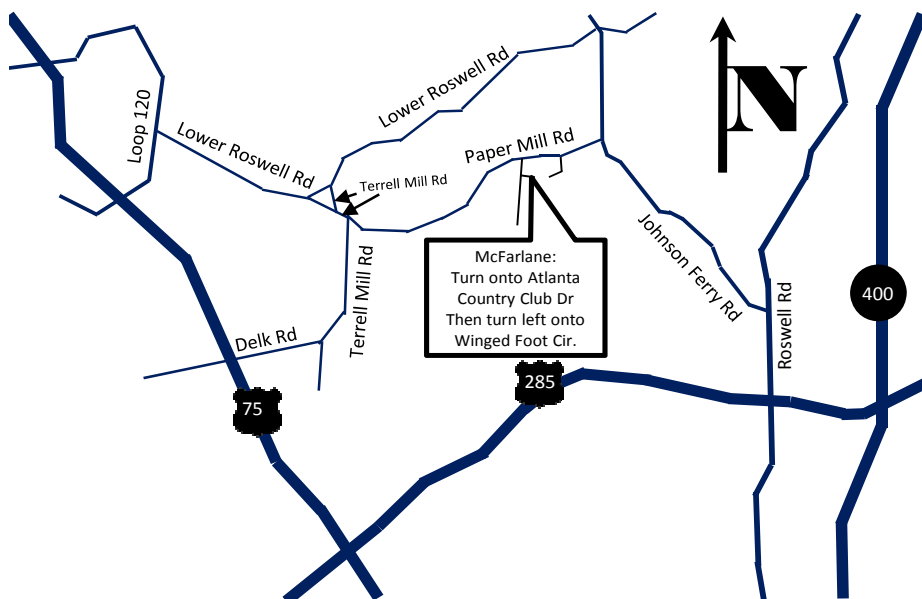 Loop 120
Lower Roswell Rd
Lower Roswell Rd
Paper Mill Rd
N
Terrell Mill Rd
McFarlane:
Turn onto Atlanta
Country Club Dr
Then turn left onto
Winged Foot Cir.
Johnson Ferry Rd
Roswell Rd
400
Terrell Mill Rd
Delk Rd
75
285